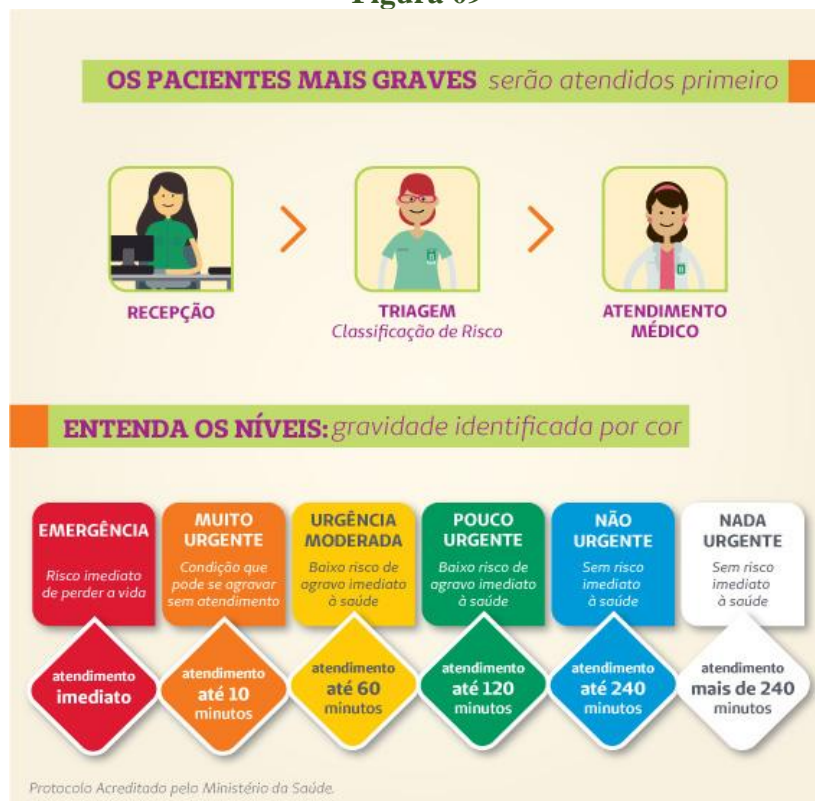 Figura 09
OS PACIENTES MAIS GRAVES serão atendidos primeiro
RECEPÇÃO
TRIAGEM
Classificação de Risco
ATENDIMENTO
MÉDICO
ENTENDA OS NÍVEIS: gravidade identificada por cor
EMERGÊNCIA
Risco imediato
de perder a vida
atendimento
imediato
MUITO
URGENTE
Condição que
pode se agravar
sem atendimento
atendimento
até 10
minutos
URGÊNCIA
MODERADA
Baixo risco de
agravo imediato
à saúde
atendimento
até 60
minutos
POUCO
URGENTE
Baixo risco de
agravo imediato
à saúde
atendimento
até 120
minutos
NÃO
URGENTE
Sem risco
imediato
à saúde
atendimento
até 240
minutos
NADA
URGENTE
Sem risco
imediato
à saúde
atendimento
mais de 240
minutos
Protocolo Acreditado pelo Ministério da Saúde.